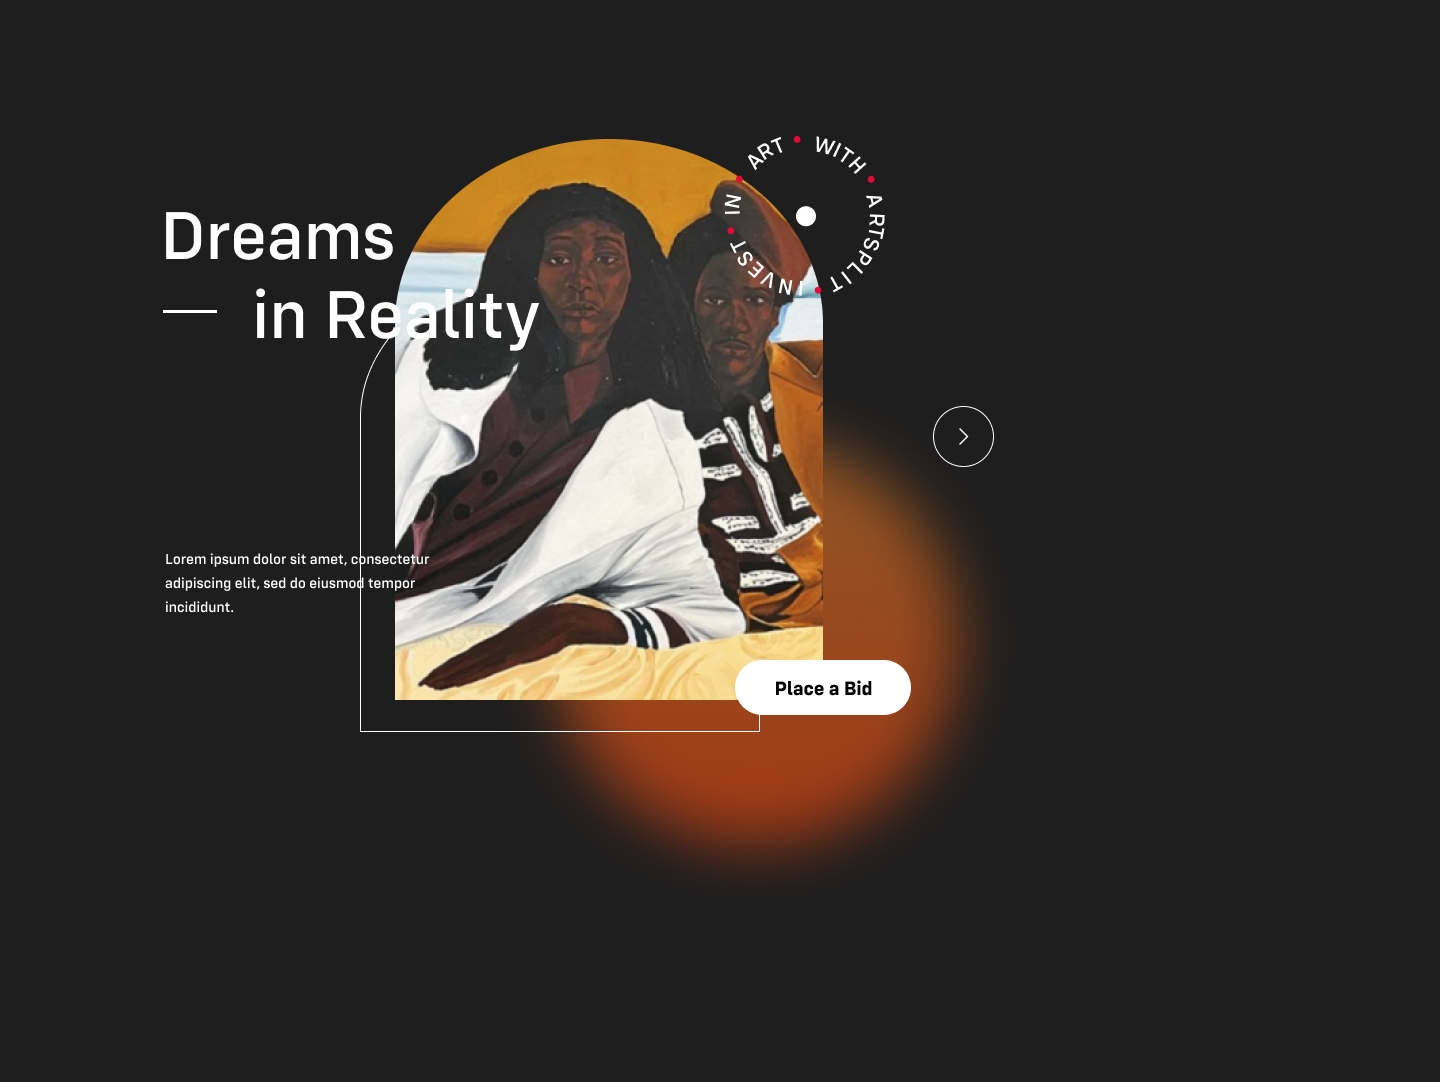 Dreams
in Reality
INVEST • IN • ART • WITH • ARTSPLIT •
Lorem ipsum dolor sit amet, consectetur
adipiscing elit, sed do eiusmod tempor
incididunt.
Place a Bid